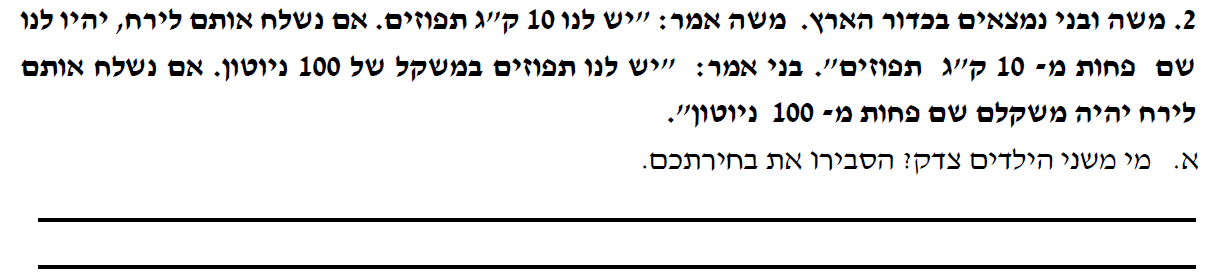 2. משה ובני נמצאים בכדור הארץ. משה אמר: "יש לנו 10 ק"ג תפוזים. אם נשלח אותם לירח, יהיו לנו
שם פחות מ- 10 ק"ג תפוזים". בני אמר: "יש לנו תפוזים במשקל של 100 ניוטון. אם נשלח אותם
לירח יהיה משקלם שם פחות מ- 100 ניוטון".
א. מי משני הילדים צדק? הסבירו את בחירתכם.